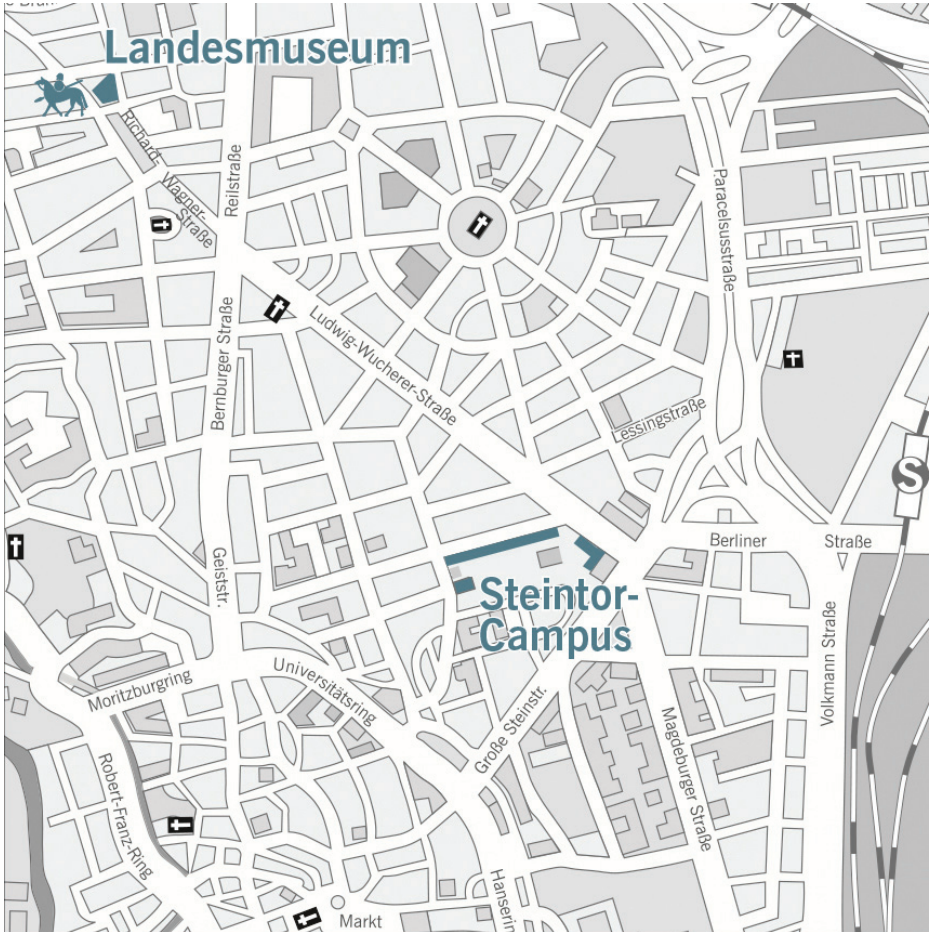 Landesmuseum
Richard-
Wagner-
Straße
Reilstraße
Paracelsusstraße
Bernburger Straße
Ludwig-Wucherer-Straße
Lessingstraße
S
Berliner Straße
Geiststr.
Steintor-
Campus
Universitätsring
Moritzburgring
Große Steinstr.
Volkmann Straße
Magdeburger Straße
Robert-Franz-Ring
Hansering
Markt